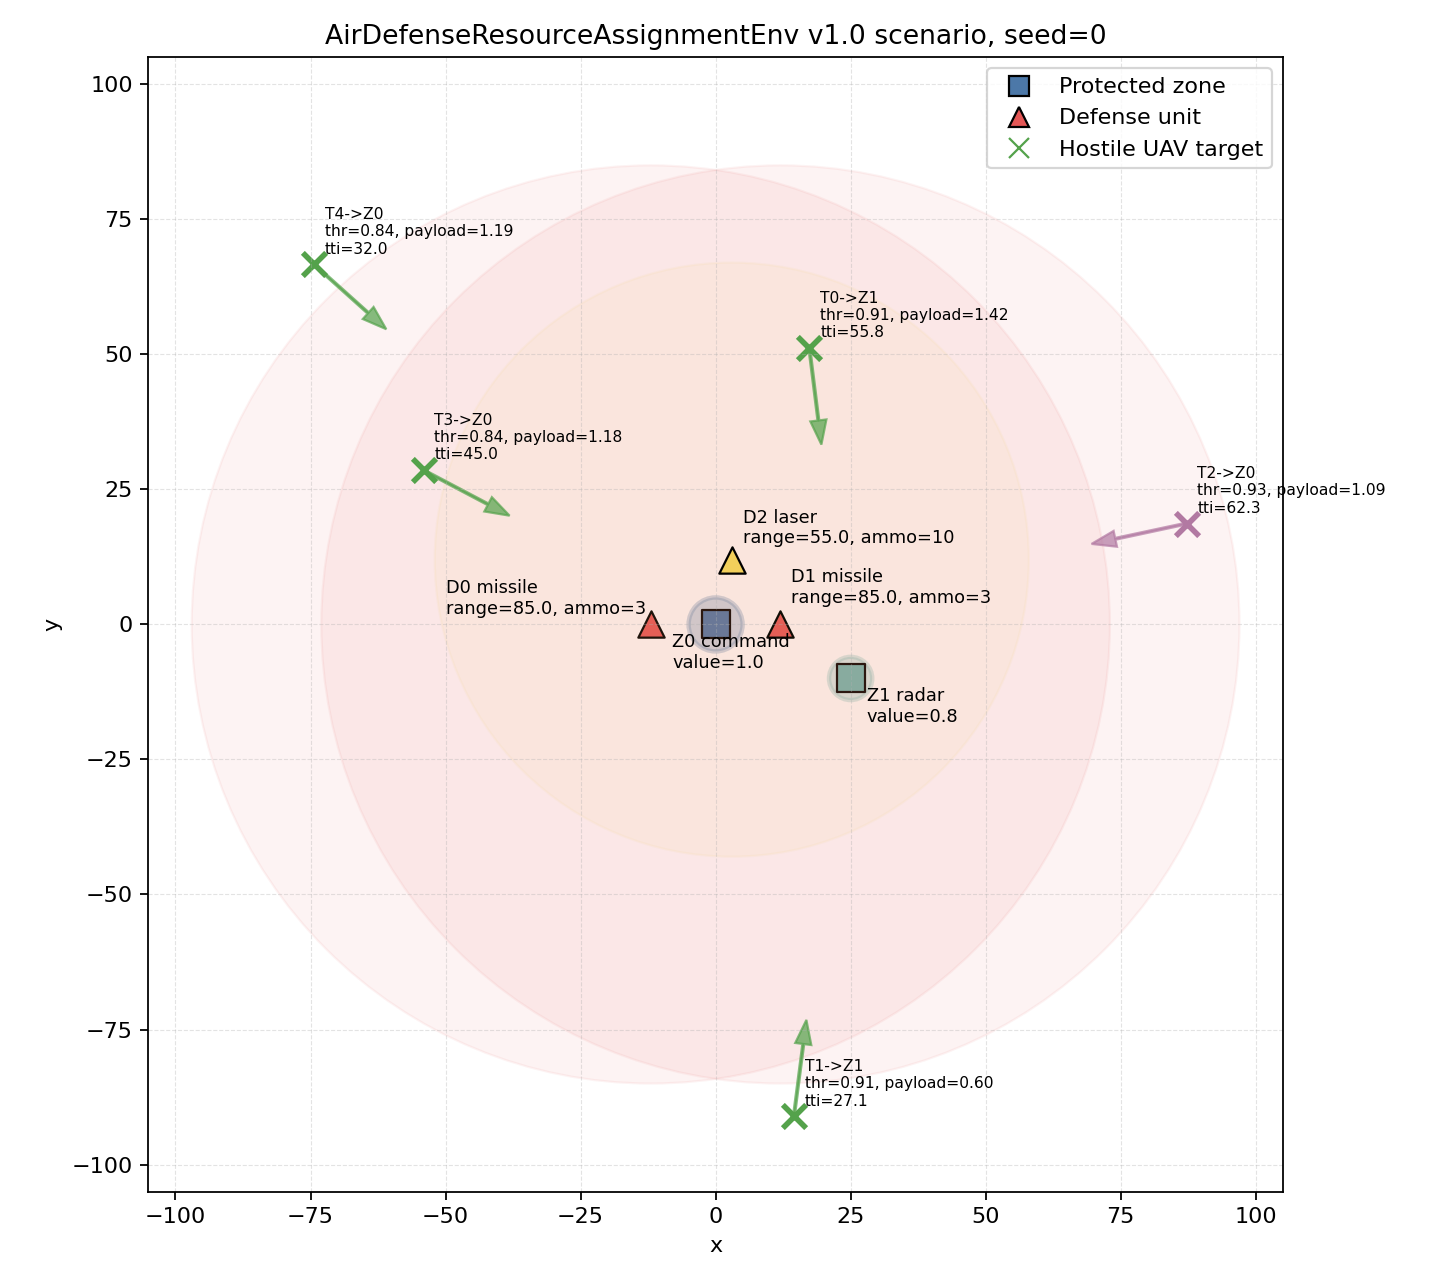 AirDefenseResourceAssignmentEnv v1.0 scenario, seed=0
Protected zone
Defense unit
Hostile UAV target
T4->Z0
thr=0.84, payload=1.19
tti=32.0
T0->Z1
thr=0.91, payload=1.42
tti=55.8
T3->Z0
thr=0.84, payload=1.18
tti=45.0
T2->Z0
thr=0.93, payload=1.09
tti=62.3
D2 laser
range=55.0, ammo=10
D0 missile
range=85.0, ammo=3
D1 missile
range=85.0, ammo=3
Z0 command
value=1.0
Z1 radar
value=0.8
T1->Z1
thr=0.91, payload=0.60
tti=27.1
100
75
50
25
0
−25
−50
−75
−100
y
−100
−75
−50
−25
0
25
50
75
100
x